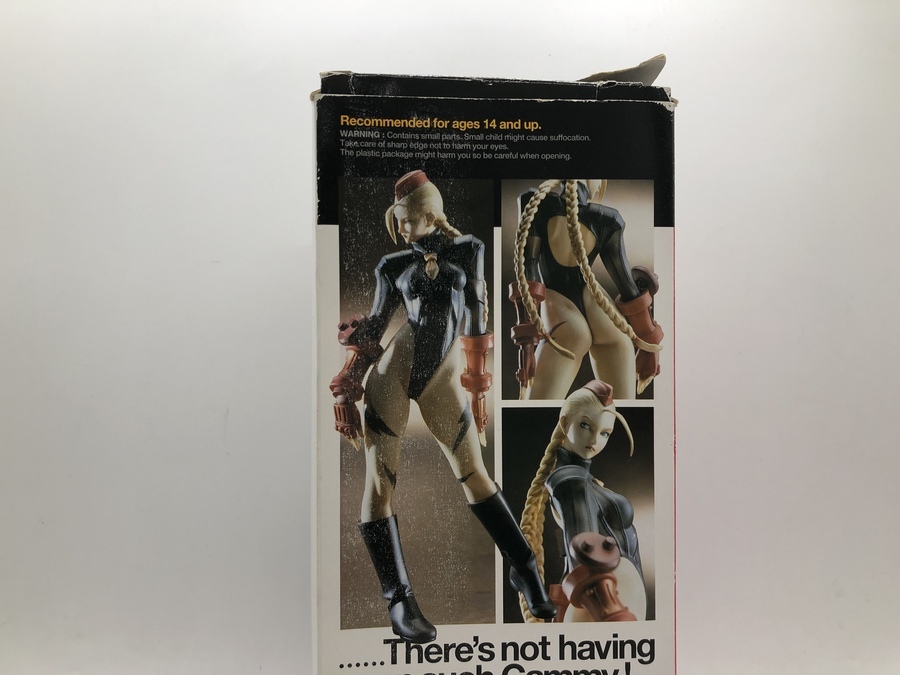 Recommended for ages 14 and up.
WARNING : Contains small parts. Small child might cause suffocation.
Take care of sharp edge not to harm your eyes.
The plastic package might harm you so be careful when opening.
......There's not having
such Cammy!